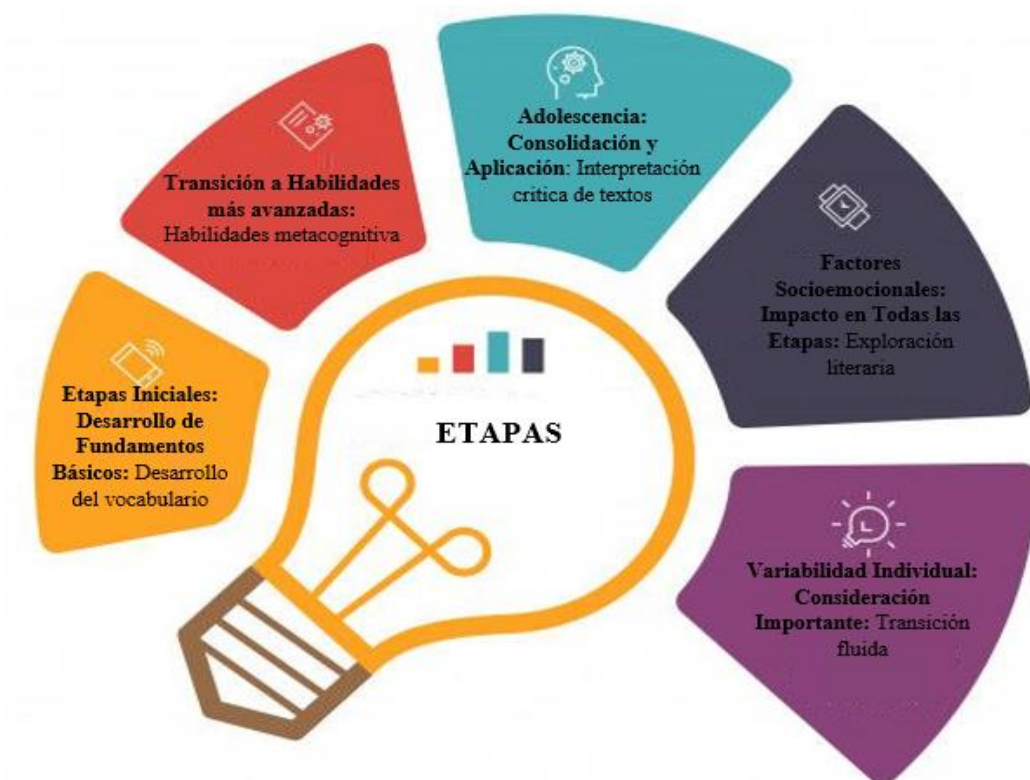 Etapas Iniciales:
Desarrollo de
Fundamentos
Básicos: Desarrollo
del vocabulario
Transición a Habilidades
más avanzadas:
Habilidades metacognitiva
Adolescencia:
Consolidación y
Aplicación: Interpretación
critica de textos
Factores
Socioemocionales:
Impacto en Todas las
Etapas: Exploración
literaria
Variabilidad Individual:
Consideración
Importante: Transición
fluida
ETAPAS